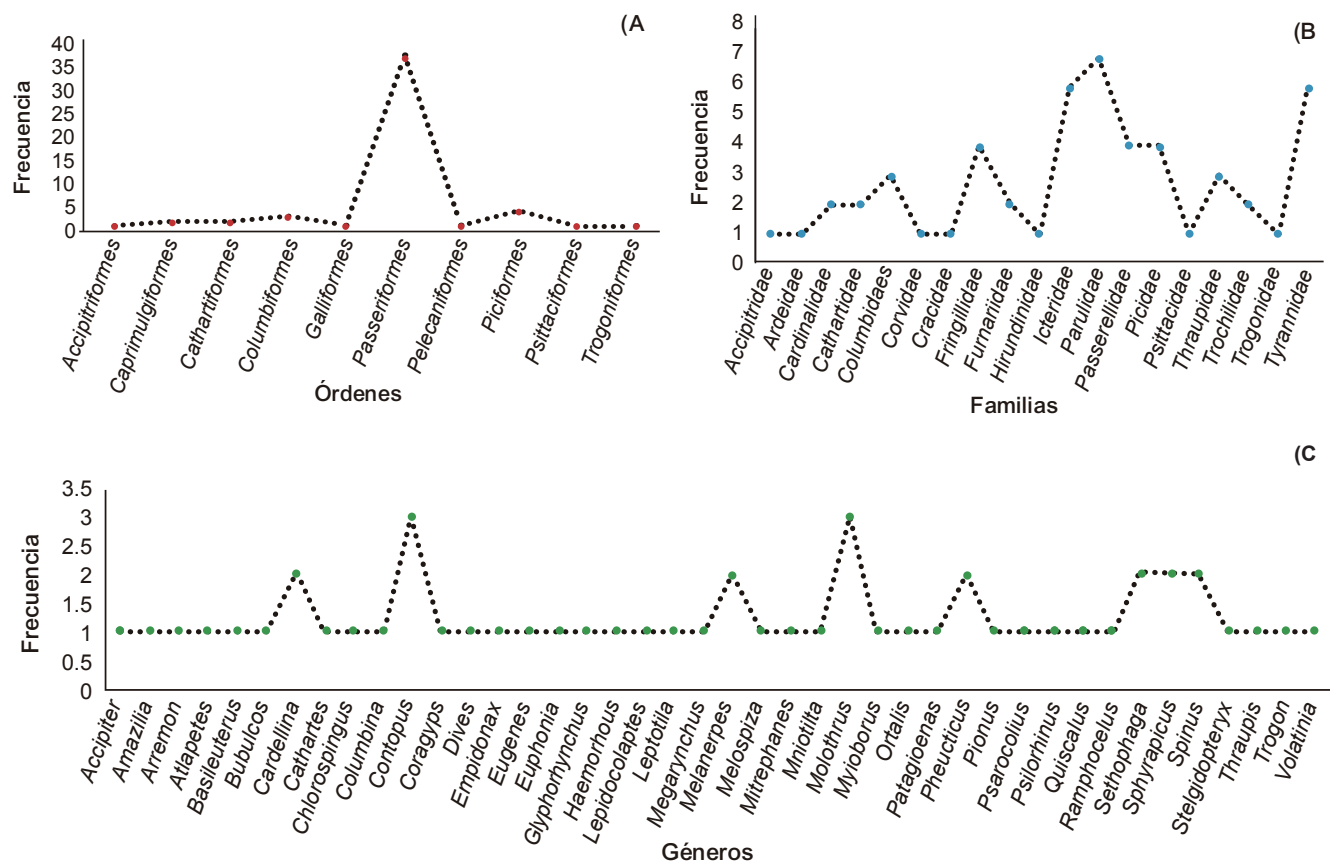 (A
40
35
30
25
20
15
10
5
0
Frecuencia
Accipitriformes
Caprimulgiformes
Cathartiformes
Columbiformes
Galliformes
Passeriformes
Pelecaniformes
Piciformes
Psittaciformes
Trogoniformes
Órdenes
(B
8
7
6
5
4
3
2
1
0
Frecuencia
Accipitridae
Ardeidae
Cardinalidae
Cathartidae
Columbidaes
Corvidae
Cracidae
Fringillidae
Furnariidae
Hirundinidae
Icteridae
Parulidae
Passerellidae
Picidae
Psittacidae
Thraupidae
Trochilidae
Trogonidae
Tyrannidae
Familias
(C
3.5
3
2.5
2
1.5
1
0.5
0
Frecuencia
Accipiter
Amazilia
Arremon
Atlapetes
Basileuterus
Bubulcos
Cardellina
Cathartes
Chlorospingus
Columbina
Contopus
Coragyps
Dives
Empidonax
Eugenes
Euphonia
Glyphorhynchus
Haemorhous
Lepidocolaptes
Leptotila
Megarynchus
Melanerpes
Melospiza
Mitrephanes
Mniotilta
Molothrus
Myioborus
Ortalis
Patagioenas
Pheucticus
Pionus
Psarocolius
Psilorhinus
Quiscalus
Ramphocelus
Sethophaga
Sphyrapicus
Spinus
Stelgidopteryx
Thraupis
Trogon
Volatinia
Géneros